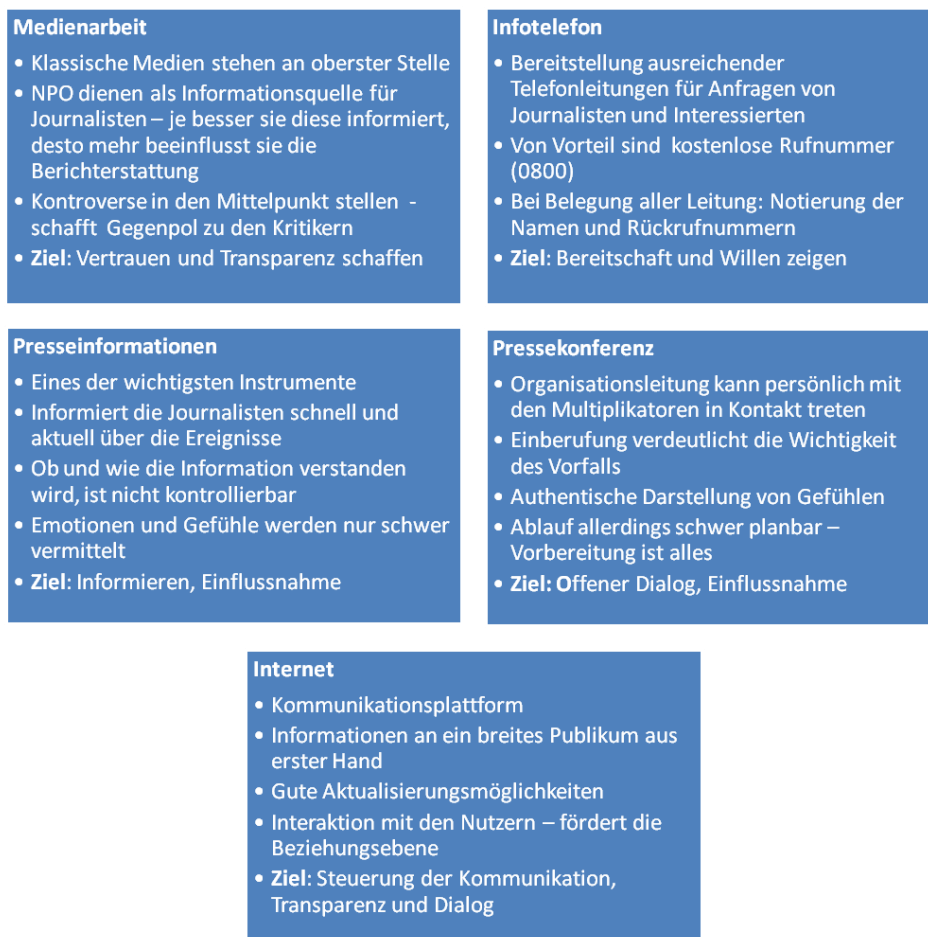 Medienarbeit
• Klassische Medien stehen an oberster Stelle
• NPO dienen als Informationsquelle für
Journalisten – je besser sie diese informiert,
desto mehr beeinflusst sie die
Berichterstattung
• Kontroverse in den Mittelpunkt stellen -
schafft Gegenpol zu den Kritikern
• Ziel: Vertrauen und Transparenz schaffen
Infotelefon
• Bereitstellung ausreichender
Telefonleitungen für Anfragen von
Journalisten und Interessierten
• Von Vorteil sind kostenlose Rufnummer
(0800)
• Bei Belegung aller Leitung: Notierung der
Namen und Rückrufnummern
• Ziel: Bereitschaft und Willen zeigen
Presseinformationen
• Eines der wichtigsten Instrumente
• Informiert die Journalisten schnell und
aktuell über die Ereignisse
• Ob und wie die Information verstanden
wird, ist nicht kontrollierbar
• Emotionen und Gefühle werden nur schwer
vermittelt
• Ziel: Informieren, Einflussnahme
Pressekonferenz
• Organisationsleitung kann persönlich mit
den Multiplikatoren in Kontakt treten
• Einberufung verdeutlicht die Wichtigkeit
des Vorfalls
• Authentische Darstellung von Gefühlen
• Ablauf allerdings schwer planbar –
Vorbereitung ist alles
• Ziel: Offener Dialog, Einflussnahme
Internet
• Kommunikationsplattform
• Informationen an ein breites Publikum aus
erster Hand
• Gute Aktualisierungsmöglichkeiten
• Interaktion mit den Nutzern – fördert die
Beziehungsebene
• Ziel: Steuerung der Kommunikation,
Transparenz und Dialog